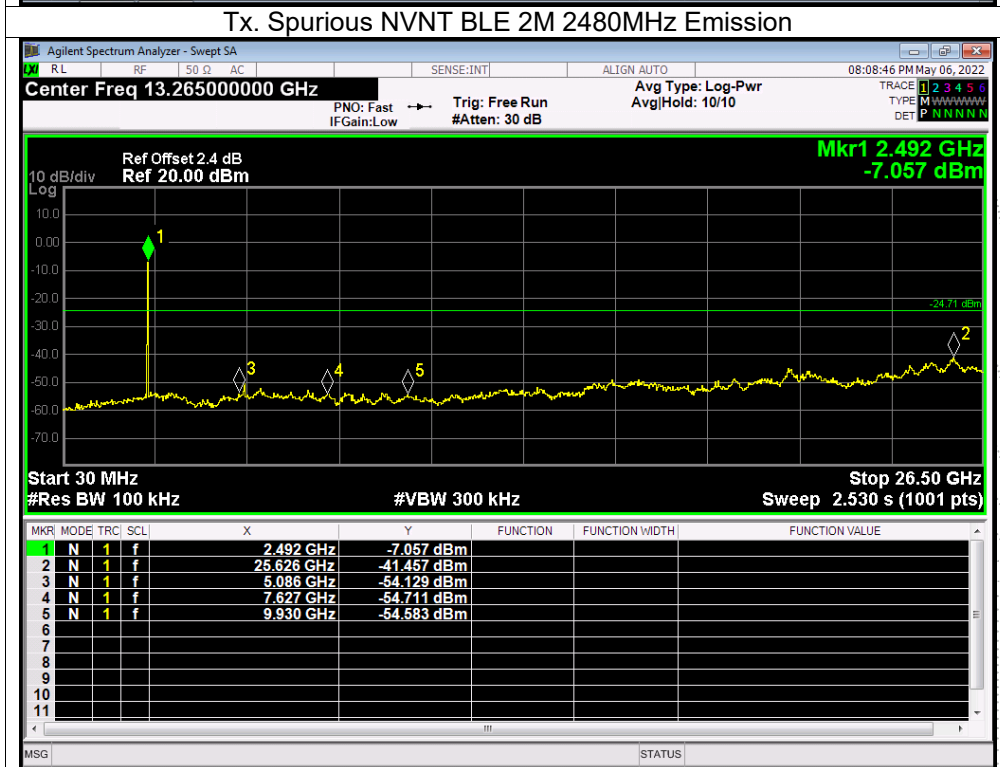 Tx. Spurious NVNT BLE 2M 2480MHz Emission
Agilent Spectrum Analyzer - Swept SA
LXI RL RF 50 Ω AC SENSE:INT ALIGN AUTO 08:08:46 PM May 06, 2022
Center Freq 13.265000000 GHz
PNO: Fast
IFGain:Low
Trig: Free Run
#Atten: 30 dB
Avg Type: Log-Pwr
Avg|Hold: 10/10
TRACE 1 2 3 4 5 6
TYPE M WWWWW
DET P N N N N N
Mkr1 2.492 GHz
-7.057 dBm
Ref Offset 2.4 dB
10 dB/div Ref 20.00 dBm
Log
10.0
0.00
-10.0
-20.0
-30.0
-40.0
-50.0
-60.0
-70.0
1
-24.71 dBm
2
3
4
5
Start 30 MHz Stop 26.50 GHz
#Res BW 100 kHz #VBW 300 kHz Sweep 2.530 s (1001 pts)
MKR MODE TRC SCL X Y FUNCTION FUNCTION WIDTH FUNCTION VALUE
1 N 1 f 2.492 GHz -7.057 dBm
2 N 1 f 25.626 GHz -41.457 dBm
3 N 1 f 5.086 GHz -54.129 dBm
4 N 1 f 7.627 GHz -54.711 dBm
5 N 1 f 9.930 GHz -54.583 dBm
6
7
8
9
10
11
MSG STATUS